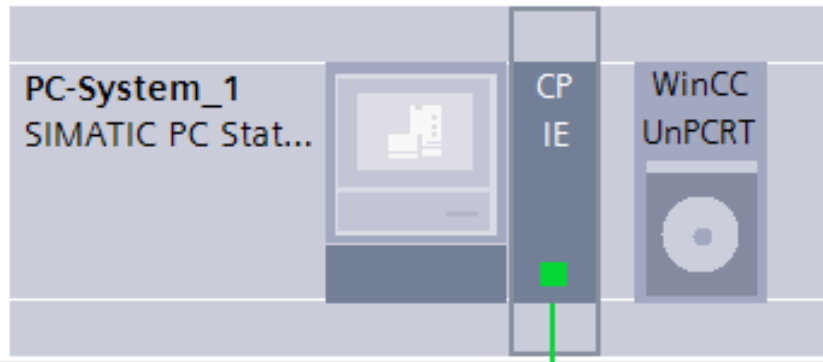 PC-System_1
SIMATIC PC Stat...
CP
IE
WinCC
UnPCRT